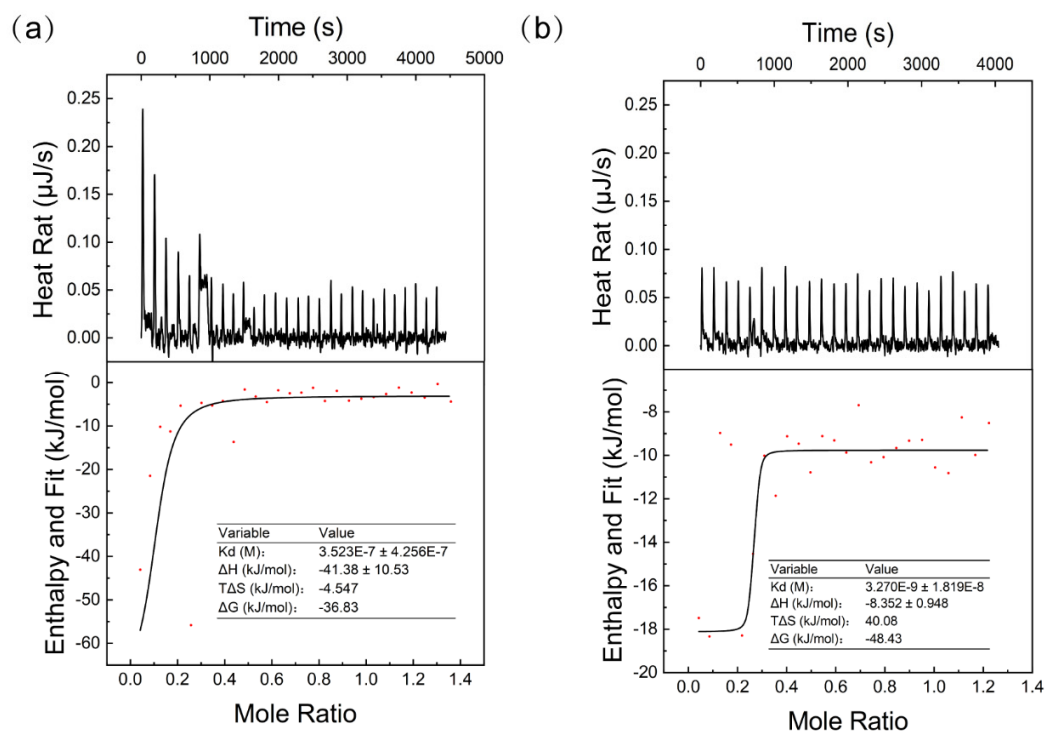 (a)
Time (s)
0 1000 2000 3000 4000 5000
0.25
0.20
0.15
0.10
0.05
0.00
Heat Rat (µJ/s)
0
-10
-20
-30
-40
-50
-60
Enthalpy and Fit (kJ/mol)
Variable Value
Kd (M): 3.523E-7 ± 4.256E-7
ΔH (kJ/mol): -41.38 ± 10.53
TΔS (kJ/mol): -4.547
ΔG (kJ/mol): -36.83
0.0 0.2 0.4 0.6 0.8 1.0 1.2 1.4
Mole Ratio
(b)
Time (s)
0 1000 2000 3000 4000
0.25
0.20
0.15
0.10
0.05
0.00
Heat Rat (µJ/s)
-8
-10
-12
-14
-16
-18
-20
Enthalpy and Fit (kJ/mol)
Variable Value
Kd (M): 3.270E-9 ± 1.819E-8
ΔH (kJ/mol): -8.352 ± 0.948
TΔS (kJ/mol): 40.08
ΔG (kJ/mol): -48.43
0.0 0.2 0.4 0.6 0.8 1.0 1.2 1.4
Mole Ratio